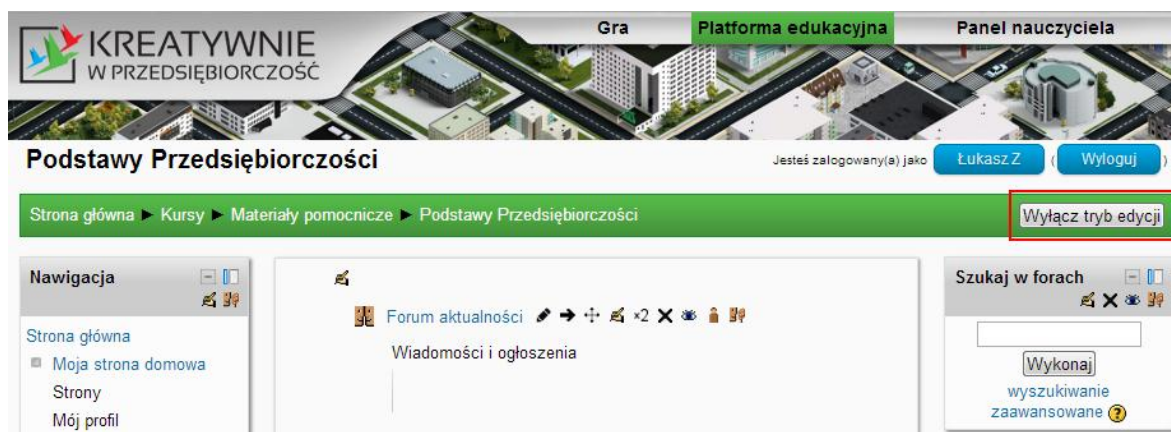 KREATYWNIE
W PRZEDSIĘBIORCZOŚĆ
Gra
Platforma edukacyjna
Panel nauczyciela
Podstawy Przedsiębiorczości
Jesteś zalogowany(a) jako Łukasz Z ( Wyloguj )
Strona główna ► Kursy ► Materiały pomocnicze ► Podstawy Przedsiębiorczości
Wyłącz tryb edycji
Nawigacja
Strona główna
Moja strona domowa
Strony
Mój profil
Forum aktualności ×2
Wiadomości i ogłoszenia
Szukaj w forach
Wykonaj
wyszukiwanie
zaawansowane ?